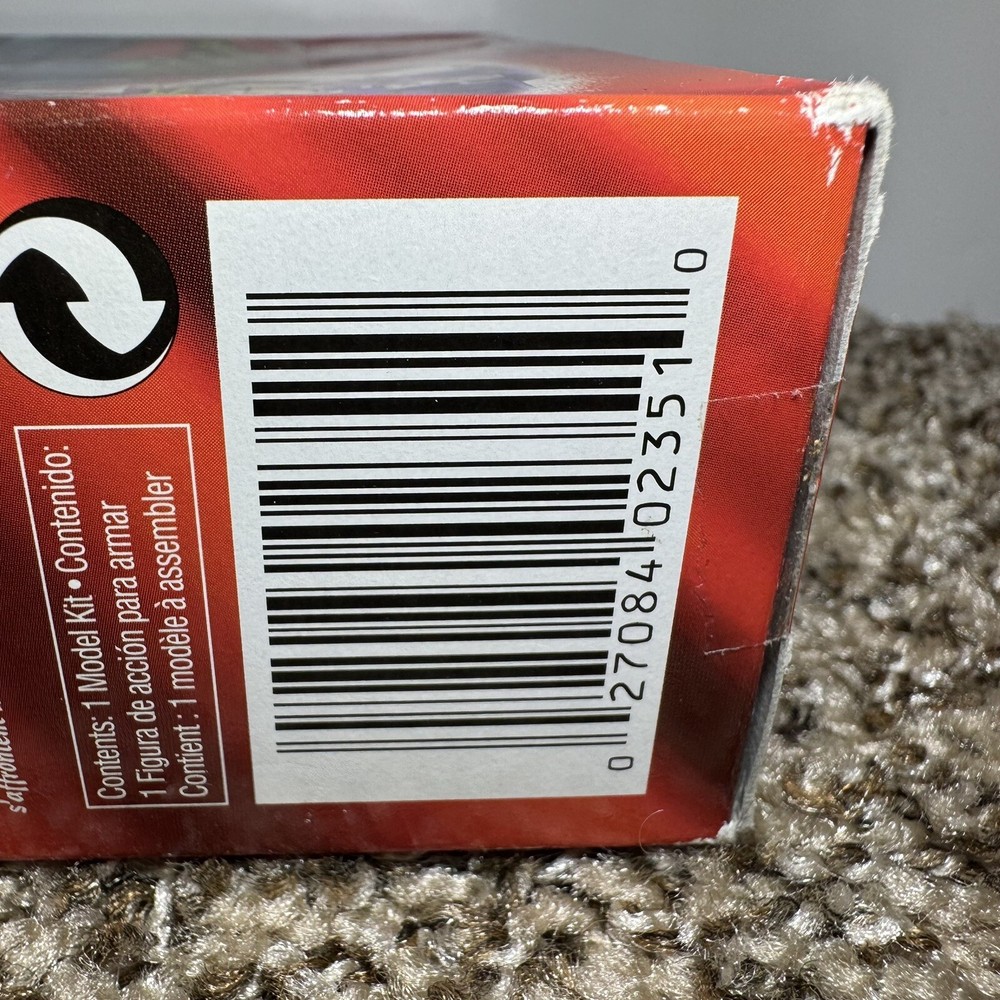 s'affrontent
Contents: 1 Model Kit • Contenido:
1 Figura de acción para armar
Contient : 1 modèle à assembler
0 27084 02351 0